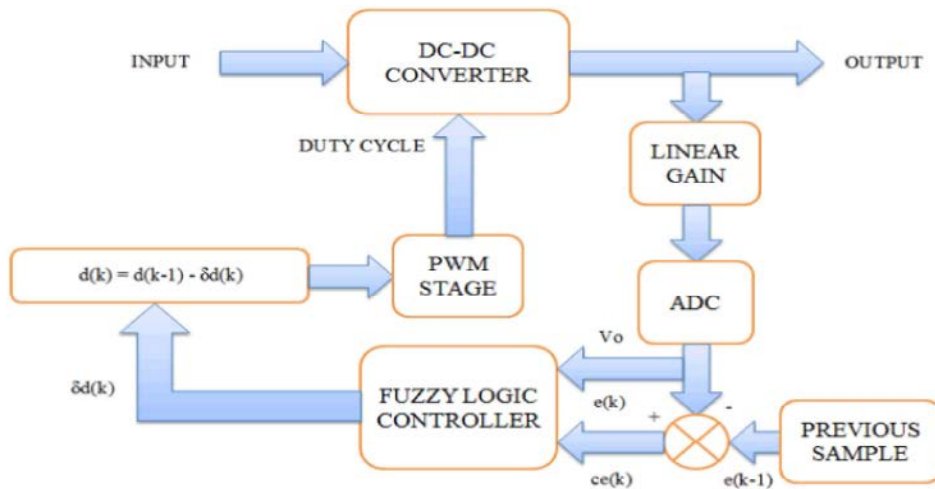 INPUT
DC-DC
CONVERTER
OUTPUT
DUTY CYCLE
LINEAR
GAIN
d(k) = d(k-1) - δd(k)
PWM
STAGE
ADC
Vo
δd(k)
FUZZY LOGIC
CONTROLLER
e(k)
+
-
PREVIOUS
SAMPLE
ce(k)
e(k-1)